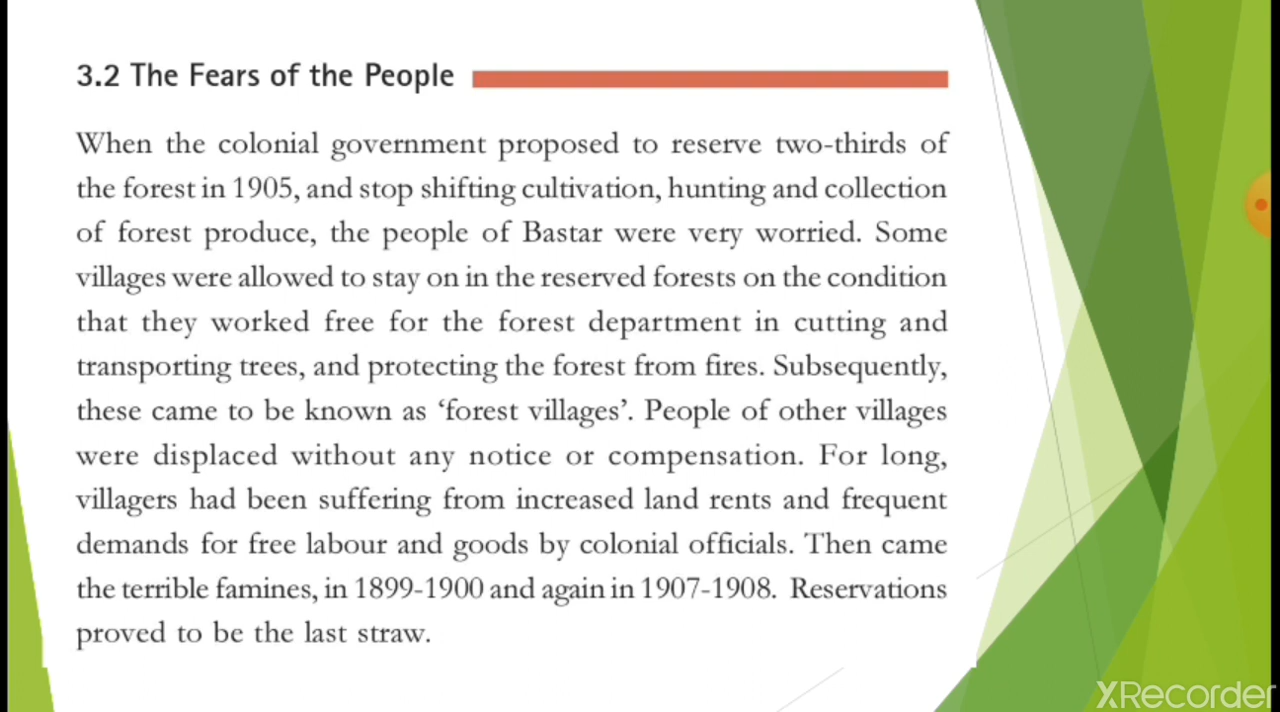 3.2 The Fears of the People
When the colonial government proposed to reserve two-thirds of
the forest in 1905, and stop shifting cultivation, hunting and collection
of forest produce, the people of Bastar were very worried. Some
villages were allowed to stay on in the reserved forests on the condition
that they worked free for the forest department in cutting and
transporting trees, and protecting the forest from fires. Subsequently,
these came to be known as ‘forest villages’. People of other villages
were displaced without any notice or compensation. For long,
villagers had been suffering from increased land rents and frequent
demands for free labour and goods by colonial officials. Then came
the terrible famines, in 1899-1900 and again in 1907-1908. Reservations
proved to be the last straw.
XRecorder